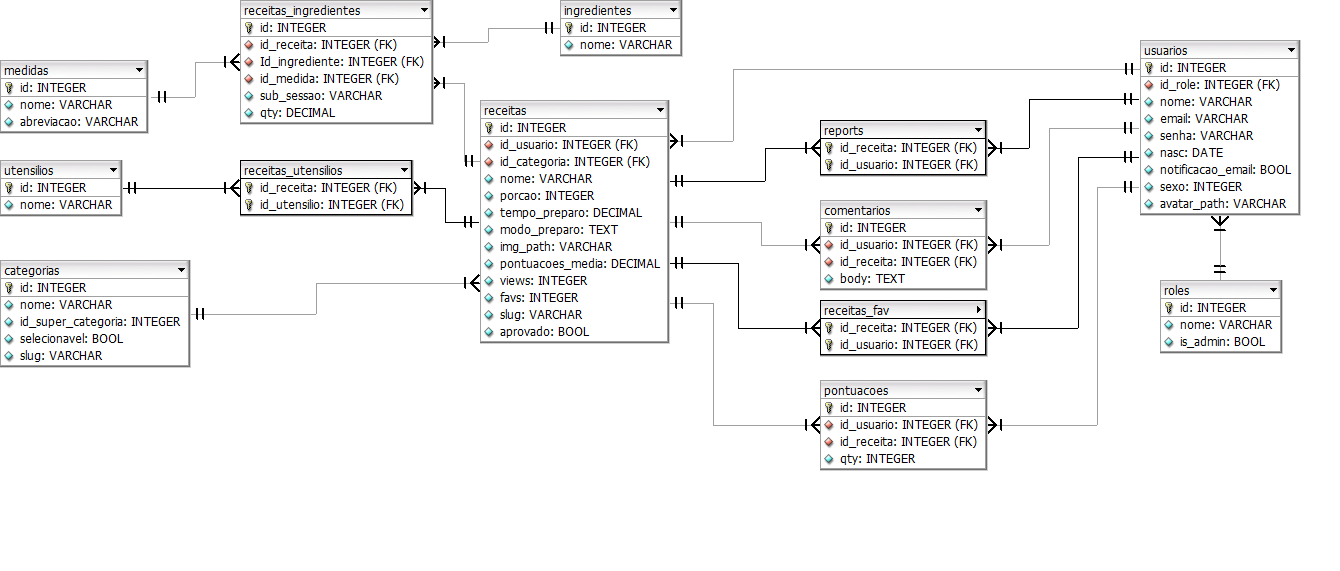 receitas_ingredientes
id: INTEGER
id_receita: INTEGER (FK)
Id_ingrediente: INTEGER (FK)
id_medida: INTEGER (FK)
sub_sessao: VARCHAR
qty: DECIMAL
ingredientes
id: INTEGER
nome: VARCHAR
medidas
id: INTEGER
nome: VARCHAR
abreviacao: VARCHAR
usuarios
id: INTEGER
id_role: INTEGER (FK)
nome: VARCHAR
email: VARCHAR
senha: VARCHAR
nasc: DATE
notificacao_email: BOOL
sexo: INTEGER
avatar_path: VARCHAR
receitas
id: INTEGER
id_usuario: INTEGER (FK)
id_categoria: INTEGER (FK)
nome: VARCHAR
porcao: INTEGER
tempo_preparo: DECIMAL
modo_preparo: TEXT
img_path: VARCHAR
pontuacoes_media: DECIMAL
views: INTEGER
favs: INTEGER
slug: VARCHAR
aprovado: BOOL
reports
id_receita: INTEGER (FK)
id_usuario: INTEGER (FK)
utensilios
id: INTEGER
nome: VARCHAR
receitas_utensilios
id_receita: INTEGER (FK)
id_utensilio: INTEGER (FK)
comentarios
id: INTEGER
id_usuario: INTEGER (FK)
id_receita: INTEGER (FK)
body: TEXT
categorias
id: INTEGER
nome: VARCHAR
id_super_categoria: INTEGER
selecionavel: BOOL
slug: VARCHAR
receitas_fav
id_receita: INTEGER (FK)
id_usuario: INTEGER (FK)
roles
id: INTEGER
nome: VARCHAR
is_admin: BOOL
pontuacoes
id: INTEGER
id_usuario: INTEGER (FK)
id_receita: INTEGER (FK)
qty: INTEGER